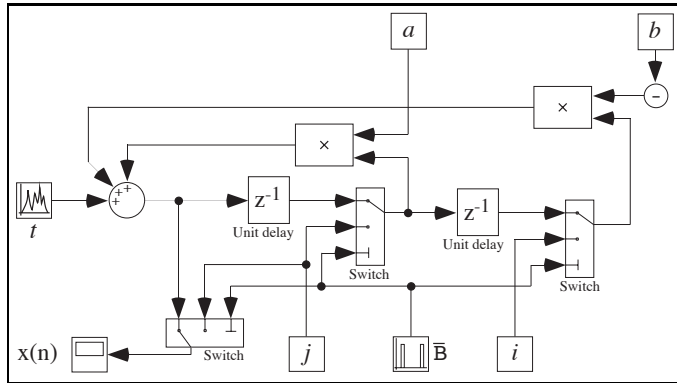 a
b
×
−
×
+
+
+
t
z-1
Unit delay
z-1
Unit delay
Switch
Switch
x(n)
Switch
j
B̅
i